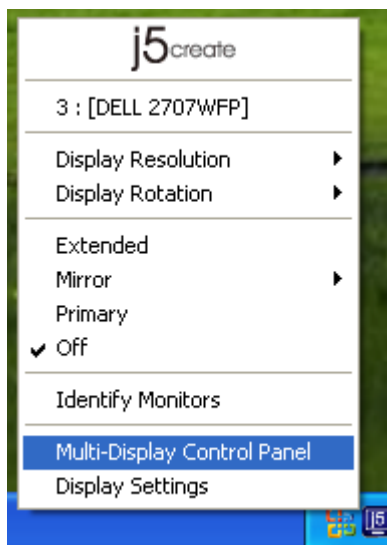 j5create
3 : [DELL 2707WFP]
Display Resolution
Display Rotation
Extended
Mirror
Primary
Off
Identify Monitors
Multi-Display Control Panel
Display Settings
j5